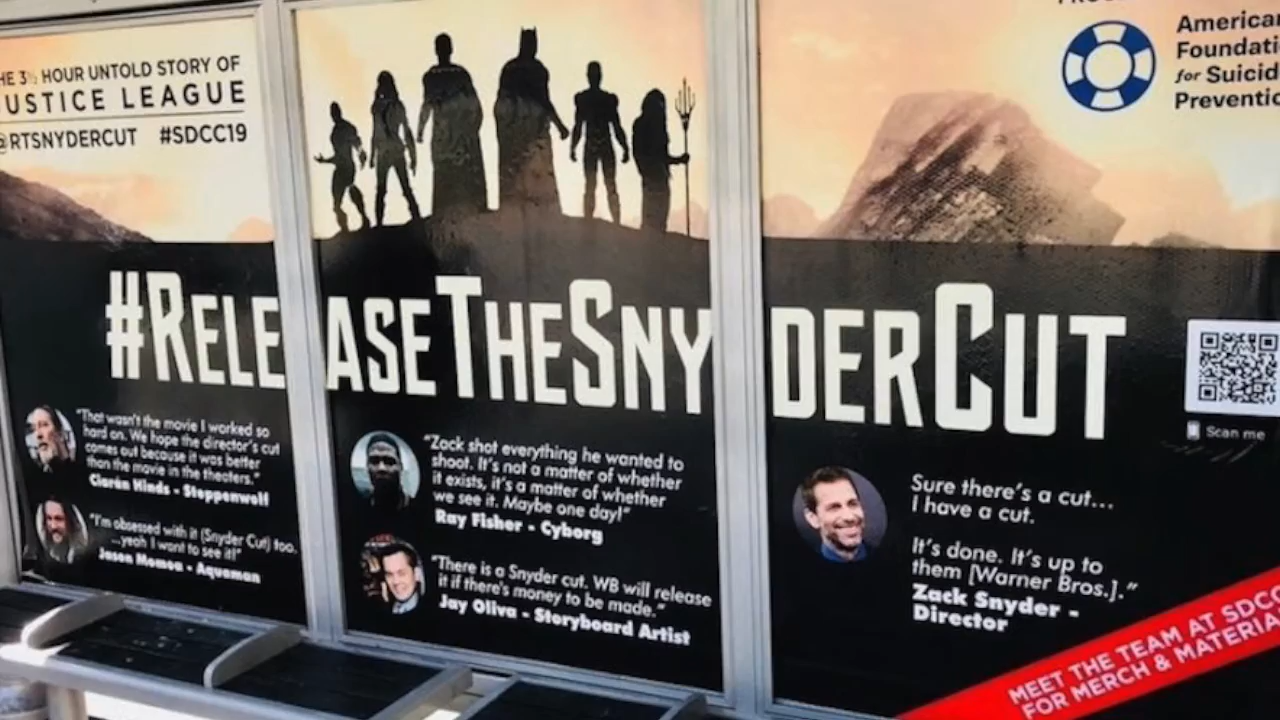 HE 3½ HOUR UNTOLD STORY OF
USTICE LEAGUE
@RTSNYDERCUT #SDCC19
America
Foundati
for Suicid
Preventio
#RELEASETHESNYDERCUT
Scan me
"That wasn't the movie I worked so
hard on. We hope the director's cut
comes out because it was better
than the movie in the theaters."
Ciarán Hinds - Steppenwolf
"I'm obsessed with it (Snyder Cut) too.
...yeah I want to see it!"
Jason Momoa - Aquaman
"Zack shot everything he wanted to
shoot. It's not a matter of whether
it exists, it's a matter of whether
we see it. Maybe one day!"
Ray Fisher - Cyborg
"There is a Snyder cut. WB will release
it if there's money to be made."
Jay Oliva - Storyboard Artist
Sure there's a cut...
I have a cut.
It's done. It's up to
them [Warner Bros.]."
Zack Snyder -
Director
MEET THE TEAM AT SDCC
FOR MERCH & MATERIA